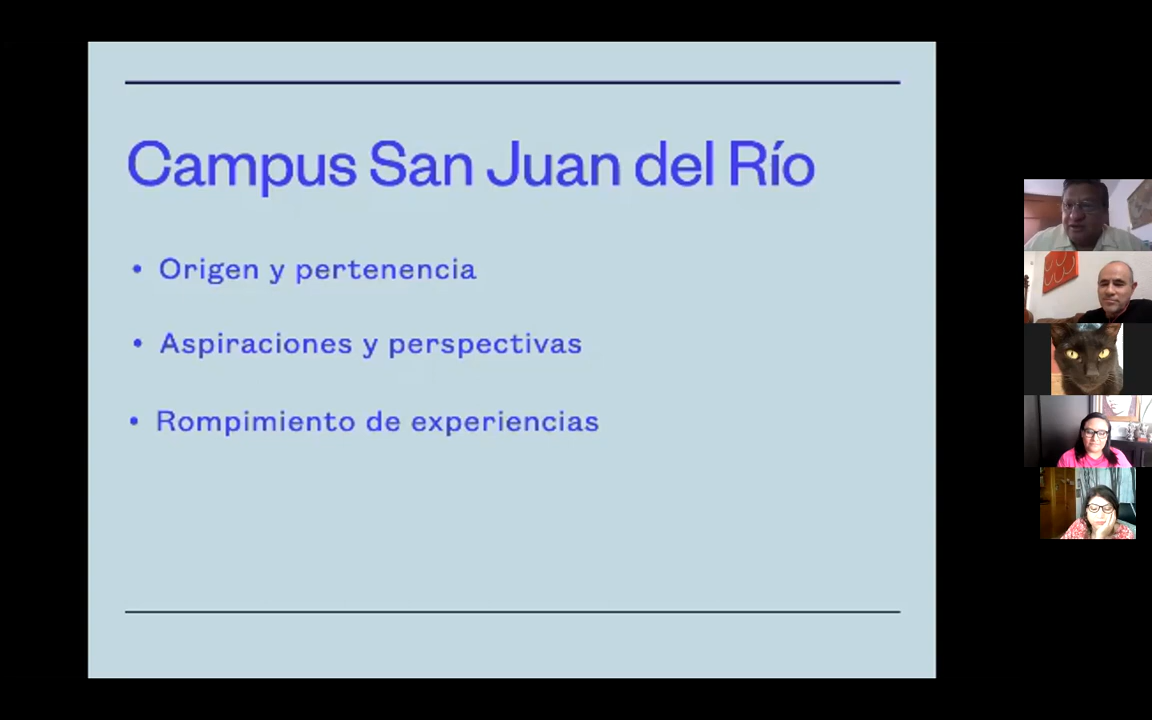 Campus San Juan del Río
• Origen y pertenencia
• Aspiraciones y perspectivas
• Rompimiento de experiencias